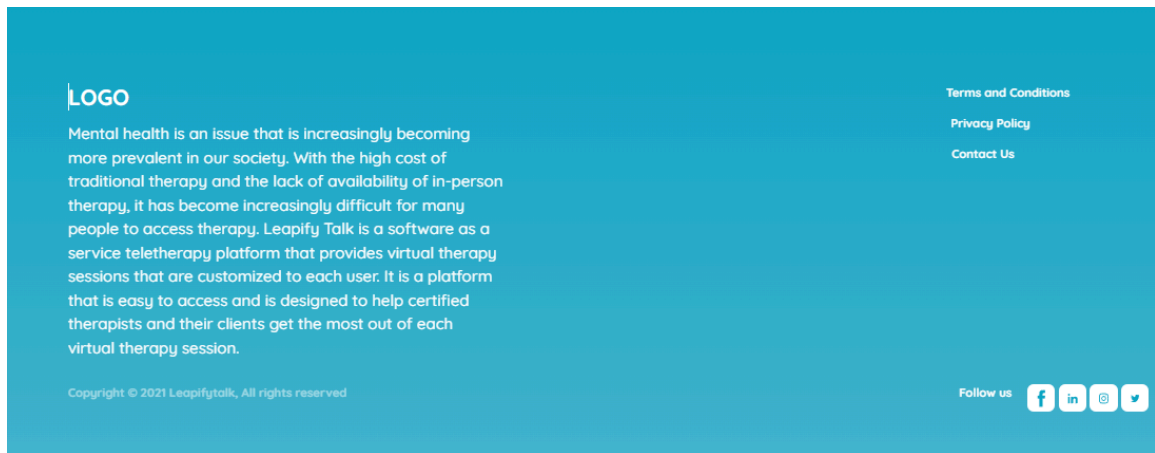 LOGO
Mental health is an issue that is increasingly becoming
more prevalent in our society. With the high cost of
traditional therapy and the lack of availability of in-person
therapy, it has become increasingly difficult for many
people to access therapy. Leapify Talk is a software as a
service teletherapy platform that provides virtual therapy
sessions that are customized to each user. It is a platform
that is easy to access and is designed to help certified
therapists and their clients get the most out of each
virtual therapy session.
Terms and Conditions
Privacy Policy
Contact Us
Copyright © 2021 Leapifytalk, All rights reserved
Follow us